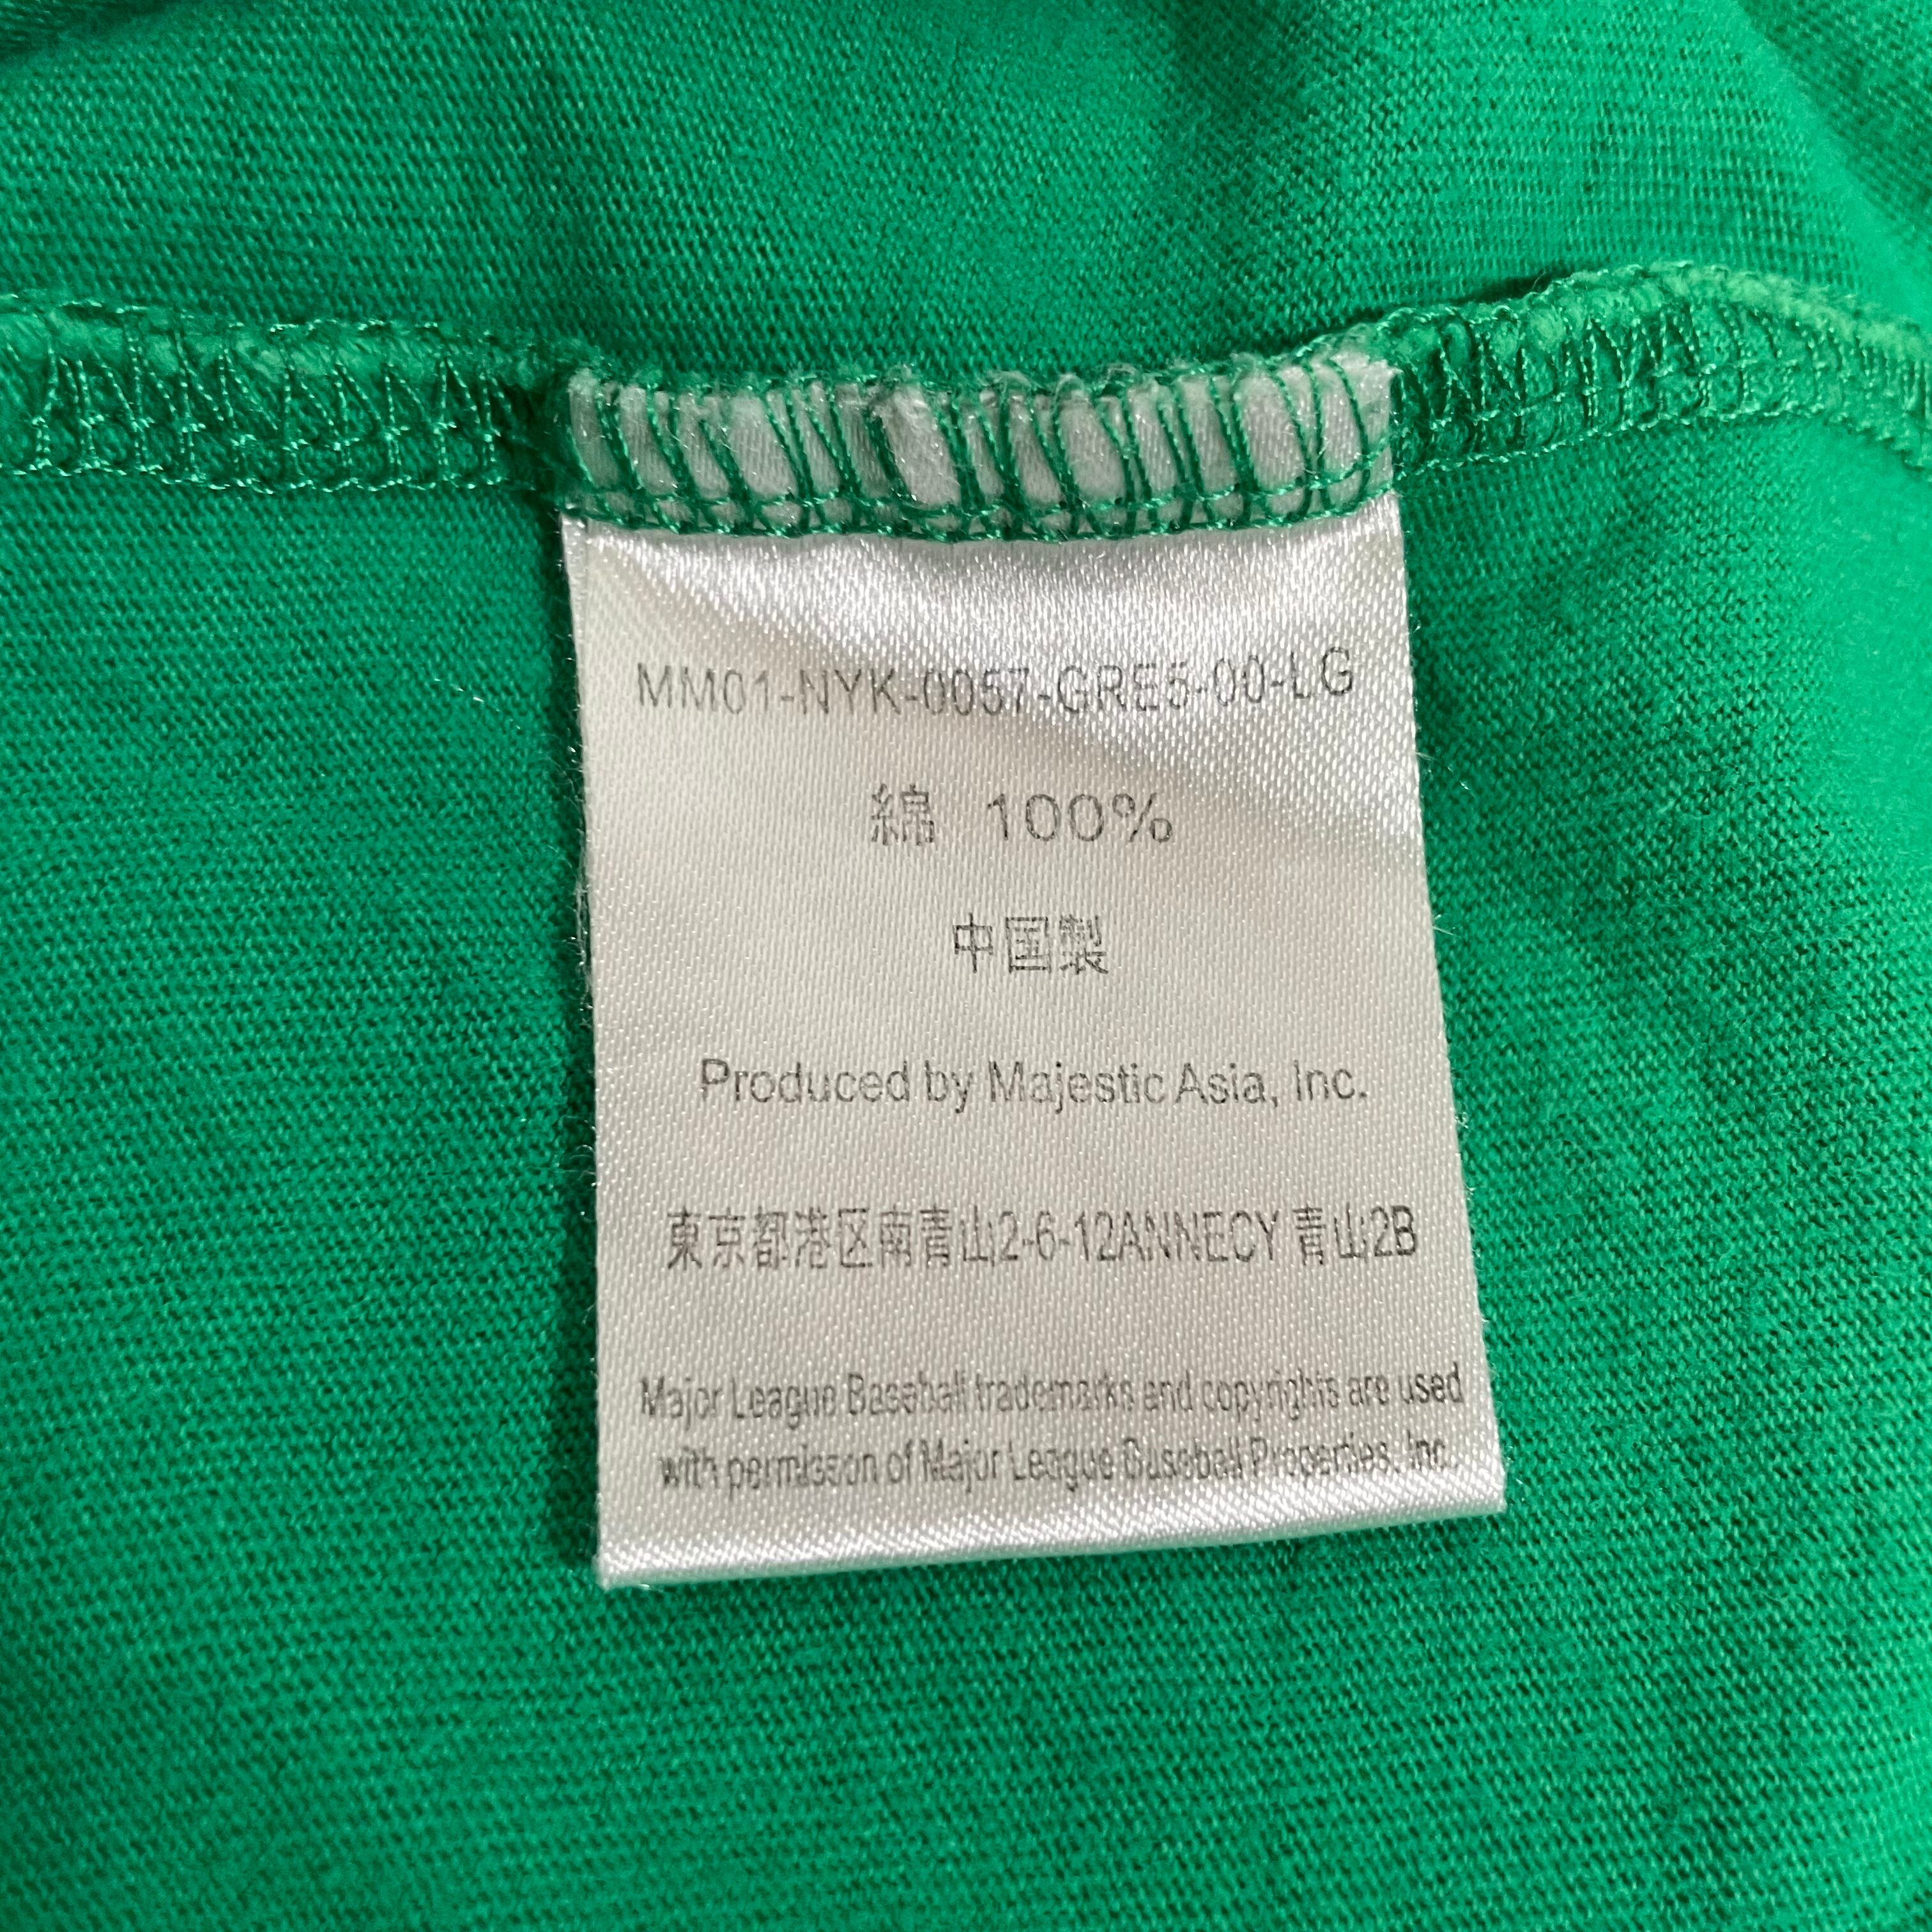 MM01-NYK-0057-GRE5-00-LG
綿 100%
中国製
Produced by Majestic Asia, Inc.
東京都港区南青山2-6-12ANNECY 青山2B
Major League Baseball trademarks and copyrights are used
with permisson of Major League Baseball Properties, Inc.